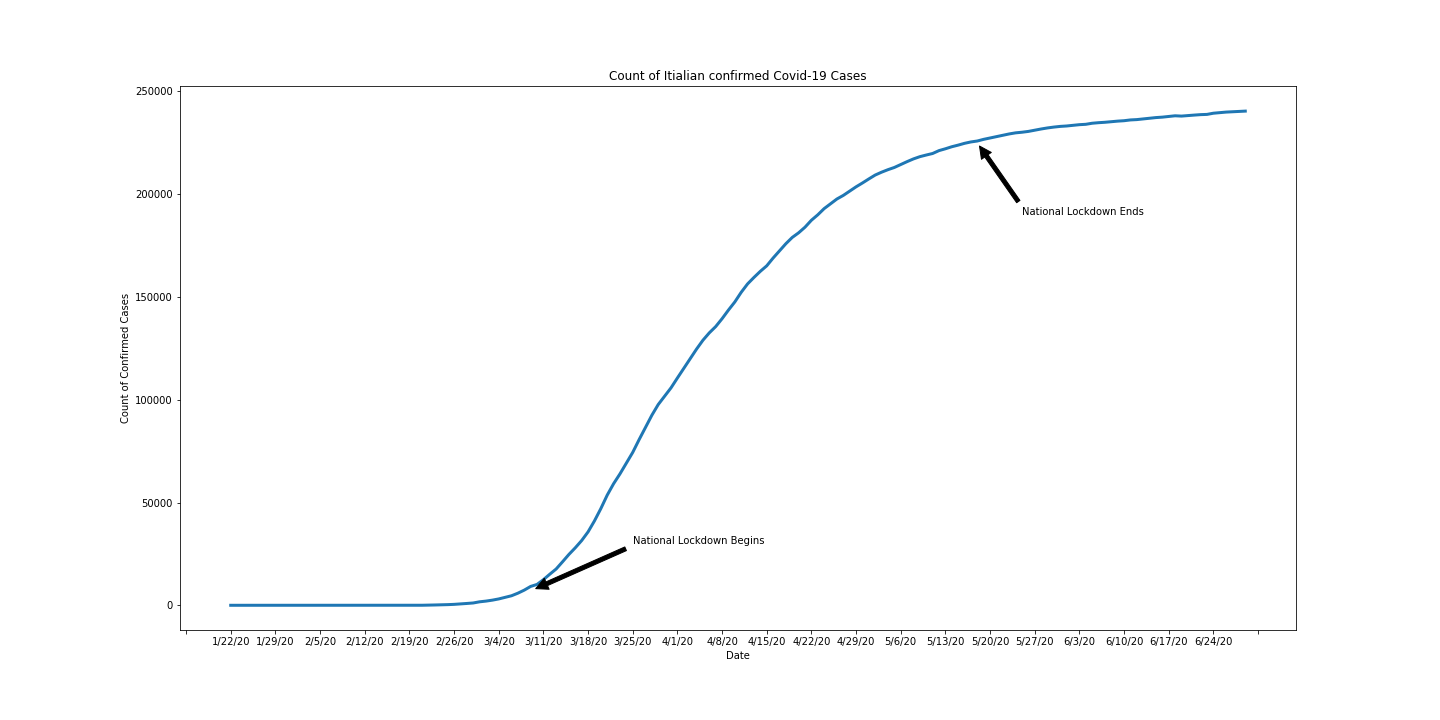 Count of Itialian confirmed Covid-19 Cases
250000
200000
150000
100000
50000
0
Count of Confirmed Cases
National Lockdown Ends
National Lockdown Begins
1/22/20 1/29/20 2/5/20 2/12/20 2/19/20 2/26/20 3/4/20 3/11/20 3/18/20 3/25/20 4/1/20 4/8/20 4/15/20 4/22/20 4/29/20 5/6/20 5/13/20 5/20/20 5/27/20 6/3/20 6/10/20 6/17/20 6/24/20
Date